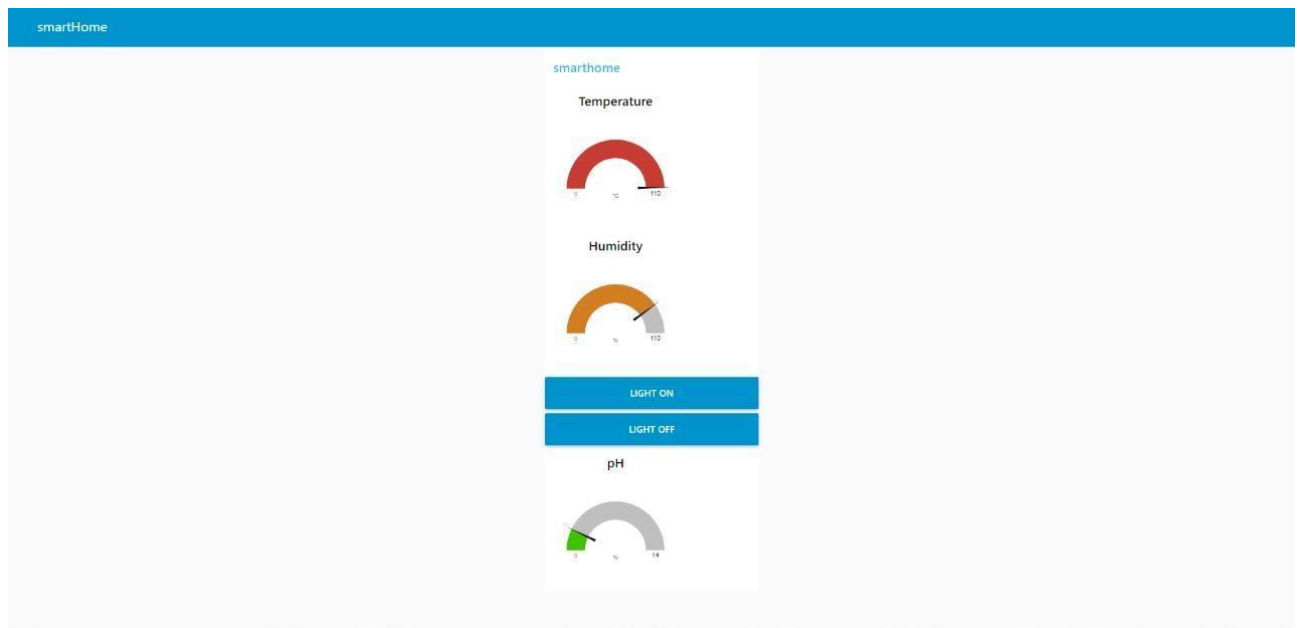 smartHome
smarthome
Temperature
0 °C 110
Humidity
0 % 110
LIGHT ON
LIGHT OFF
pH
0 % 14